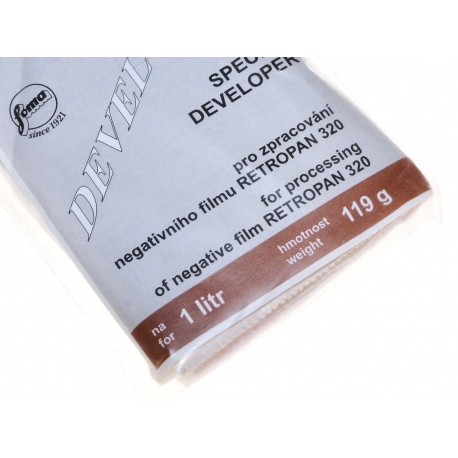 foma
since 1921
DEVEL
SPEC
DEVELOPER
pro zpracování
negativního filmu RETROPAN 320
for processing
of negative film RETROPAN 320
na
for
1 litr
hmotnost
weight
119 g